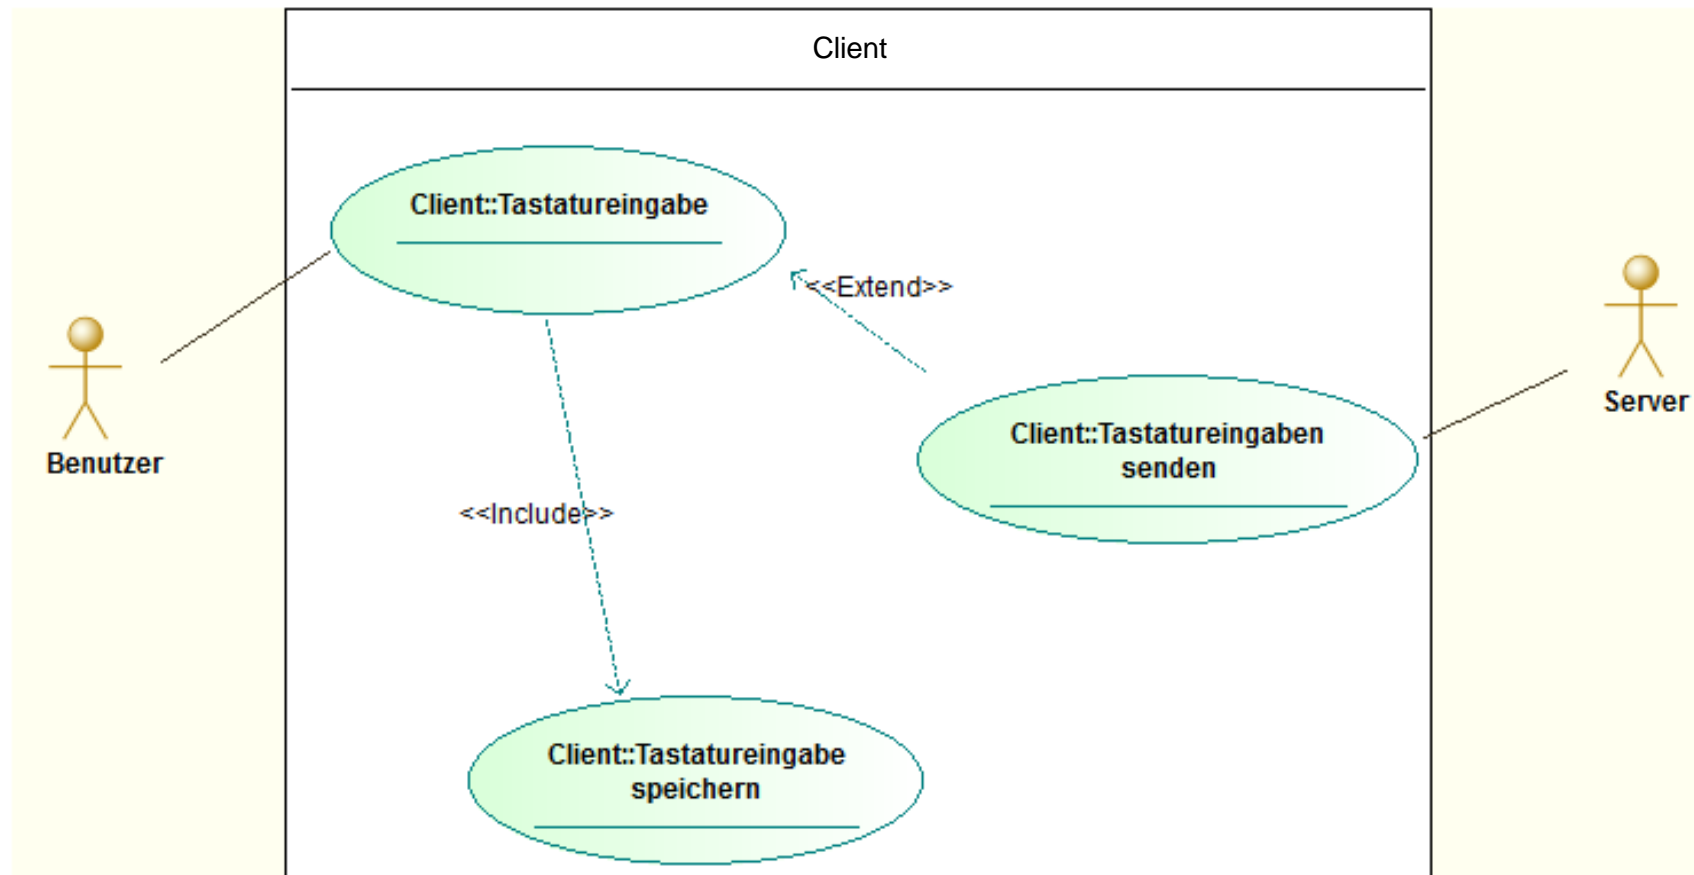 Client
Client::Tastatureingabe
<<Extend>>
Server
Client::Tastatureingaben
senden
Benutzer
<<Include>>
Client::Tastatureingabe
speichern